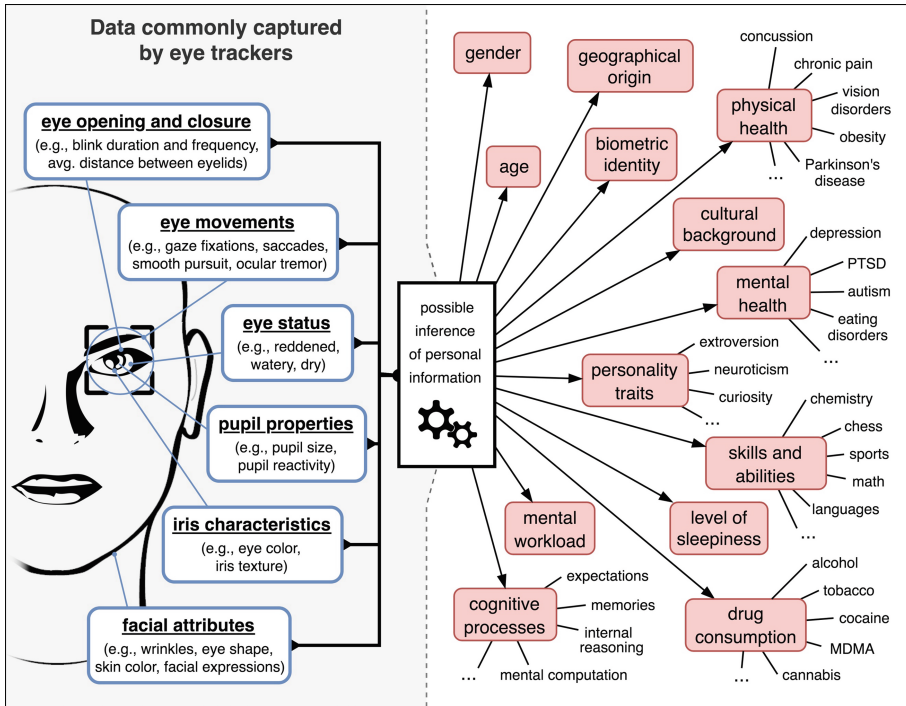 Data commonly captured
by eye trackers
eye opening and closure
(e.g., blink duration and frequency,
avg. distance between eyelids)
eye movements
(e.g., gaze fixations, saccades,
smooth pursuit, ocular tremor)
eye status
(e.g., reddened,
watery, dry)
pupil properties
(e.g., pupil size,
pupil reactivity)
iris characteristics
(e.g., eye color,
iris texture)
facial attributes
(e.g., wrinkles, eye shape,
skin color, facial expressions)
possible
inference
of personal
information
gender
geographical
origin
age
biometric
identity
physical
health
concussion
chronic pain
vision
disorders
obesity
Parkinson's
disease
...
cultural
background
mental
health
depression
PTSD
autism
eating
disorders
...
personality
traits
extroversion
neuroticism
curiosity
...
skills and
abilities
chemistry
chess
sports
math
languages
...
mental
workload
level of
sleepiness
cognitive
processes
expectations
memories
internal
reasoning
mental computation
...
drug
consumption
alcohol
tobacco
cocaine
MDMA
cannabis
...